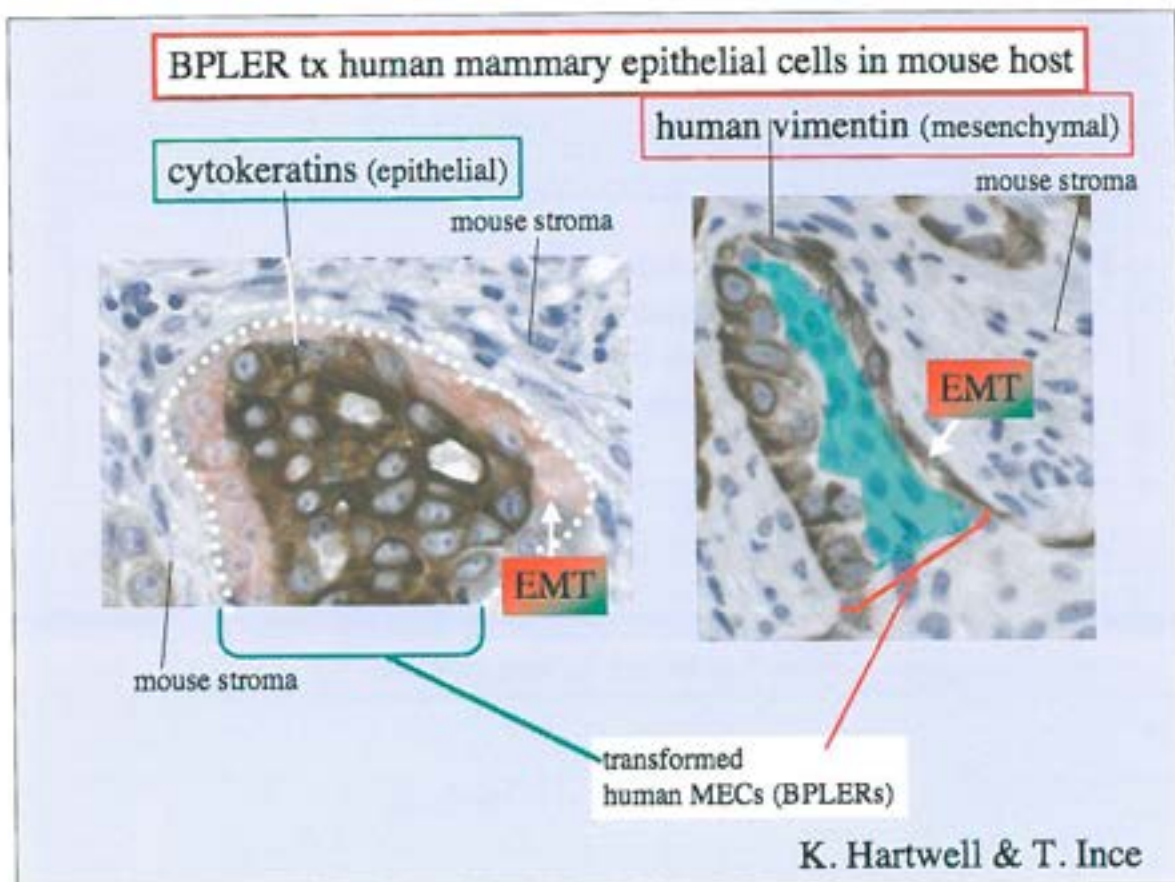 BPLER tx human mammary epithelial cells in mouse host
human vimentin (mesenchymal)
cytokeratins (epithelial)
mouse stroma
mouse stroma
EMT
EMT
mouse stroma
transformed
human MECs (BPLERs)
K. Hartwell & T. Ince